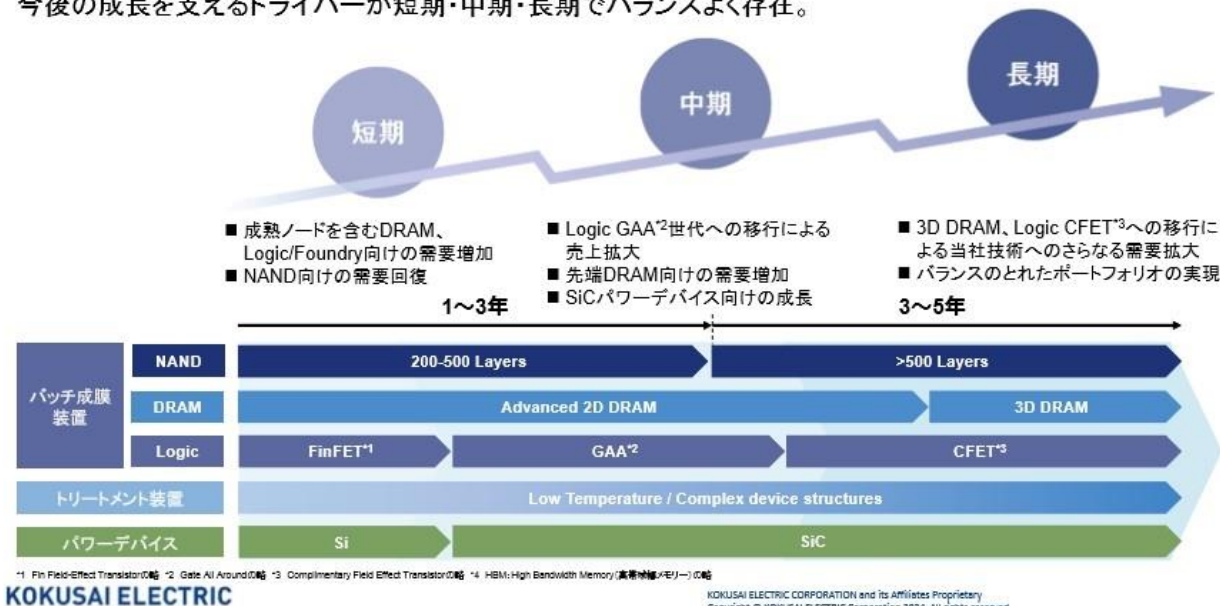 今後の成長を支えるドライバーが短期・中期・長期でバランスよく存在。
短期
中期
長期
■ 成熟ノードを含むDRAM、
Logic/Foundry向けの需要増加
■ NAND向けの需要回復
■ Logic GAA*2世代への移行による
売上拡大
■ 先端DRAM向けの需要増加
■ SiCパワーデバイス向けの成長
■ 3D DRAM、Logic CFET*3への移行に
よる当社技術へのさらなる需要拡大
■ バランスのとれたポートフォリオの実現
1～3年
3～5年
バッチ成膜
装置
NAND
200-500 Layers
>500 Layers
DRAM
Advanced 2D DRAM
3D DRAM
Logic
FinFET*1
GAA*2
CFET*3
トリートメント装置
Low Temperature / Complex device structures
パワーデバイス
Si
SiC
*1 Fin Field-Effect Transistorの略 *2 Gate All Aroundの略 *3 Complimentary Field Effect Transistorの略 *4 HBM:High Bandwidth Memory(高帯域幅メモリー)の略
KOKUSAI ELECTRIC
KOKUSAI ELECTRIC CORPORATION and its Affiliates Proprietary